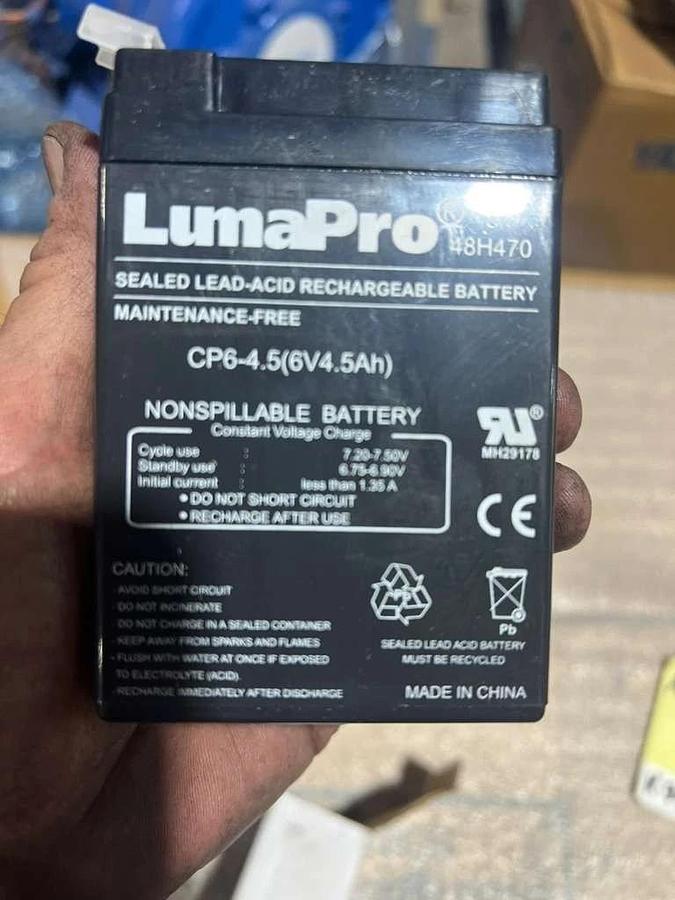 LumaPro® 48H470
SEALED LEAD-ACID RECHARGEABLE BATTERY
MAINTENANCE-FREE
CP6-4.5(6V4.5Ah)
NONSPILLABLE BATTERY
Constant Voltage Charge
Cycle use : 7.20-7.50V
Standby use : 6.75-6.90V
Initial current : less than 1.35 A
• DO NOT SHORT CIRCUIT
• RECHARGE AFTER USE
RU®
MH29178
CE
CAUTION:
- AVOID SHORT CIRCUIT
- DO NOT INCINERATE
- DO NOT CHARGE IN A SEALED CONTAINER
- KEEP AWAY FROM SPARKS AND FLAMES
- FLUSH WITH WATER AT ONCE IF EXPOSED
TO ELECTROLYTE (ACID).
- RECHARGE IMMEDIATELY AFTER DISCHARGE
Pb
Pb
SEALED LEAD ACID BATTERY
MUST BE RECYCLED
MADE IN CHINA